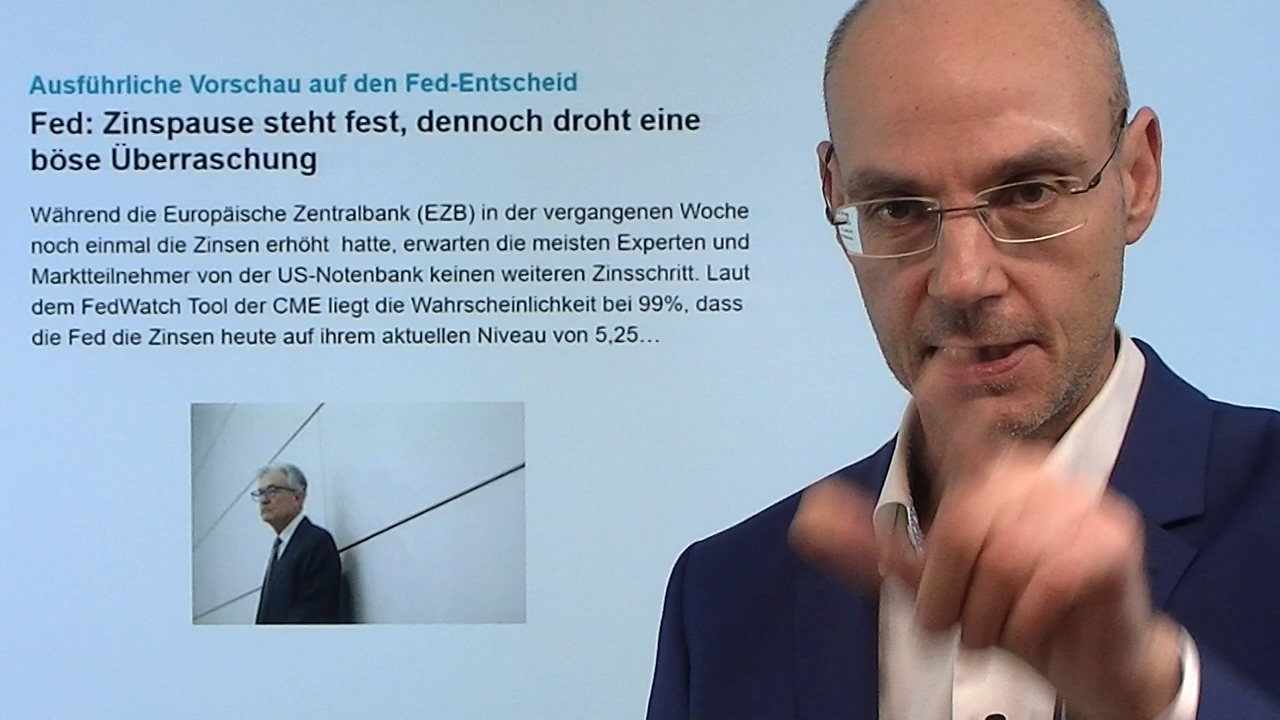 Ausführliche Vorschau auf den Fed-Entscheid
Fed: Zinspause steht fest, dennoch droht eine
böse Überraschung
Während die Europäische Zentralbank (EZB) in der vergangenen Woche
noch einmal die Zinsen erhöht  hatte, erwarten die meisten Experten und
Marktteilnehmer von der US-Notenbank keinen weiteren Zinsschritt. Laut
dem FedWatch Tool der CME liegt die Wahrscheinlichkeit bei 99%, dass
die Fed die Zinsen heute auf ihrem aktuellen Niveau von 5,25…